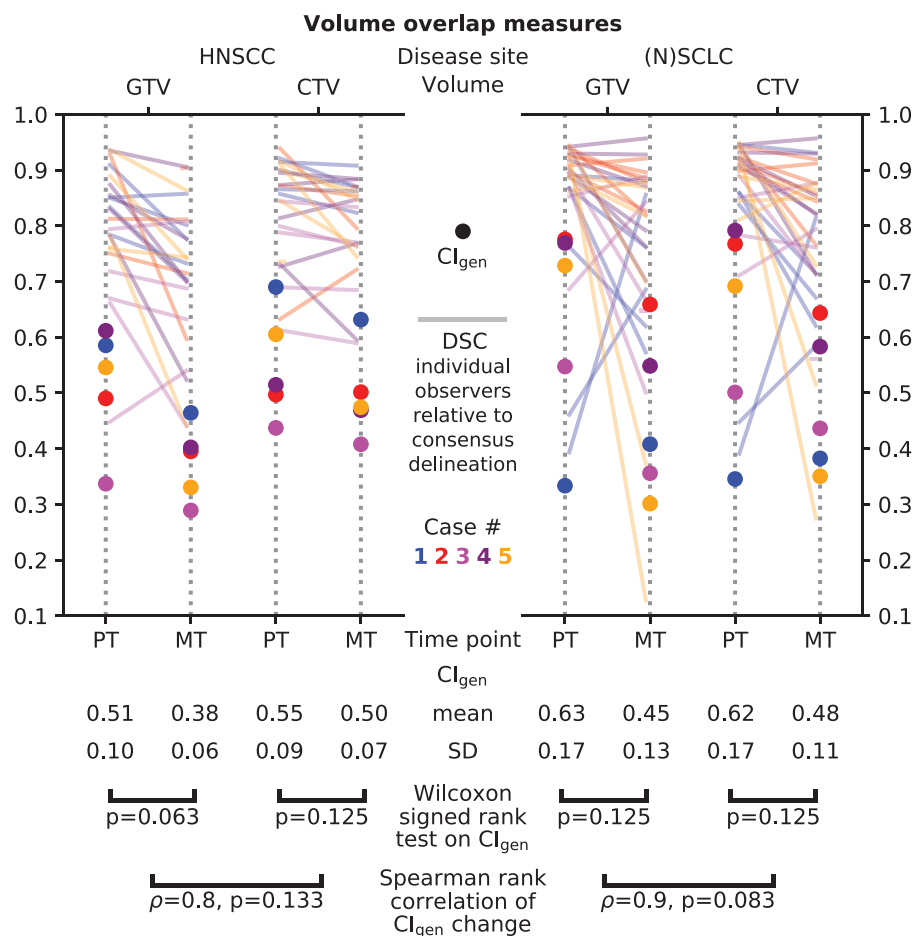 Volume overlap measures
HNSCC Disease site (N)SCLC
GTV CTV Volume GTV CTV
1.0 1.0
0.9 0.9
0.8 0.8
CIgen
0.7 0.7
0.6 0.6
DSC
individual
0.5 observers 0.5
relative to
consensus
0.4 delineation 0.4
0.3 0.3
Case #
1 2 3 4 5
0.2 0.2
0.1 0.1
PT MT PT MT Time point PT MT PT MT
CIgen
0.51 0.38 0.55 0.50 mean 0.63 0.45 0.62 0.48
0.10 0.06 0.09 0.07 SD 0.17 0.13 0.17 0.11
Wilcoxon
p=0.063 p=0.125 signed rank p=0.125 p=0.125
test on CIgen
Spearman rank
ρ=0.8, p=0.133 correlation of ρ=0.9, p=0.083
CIgen change